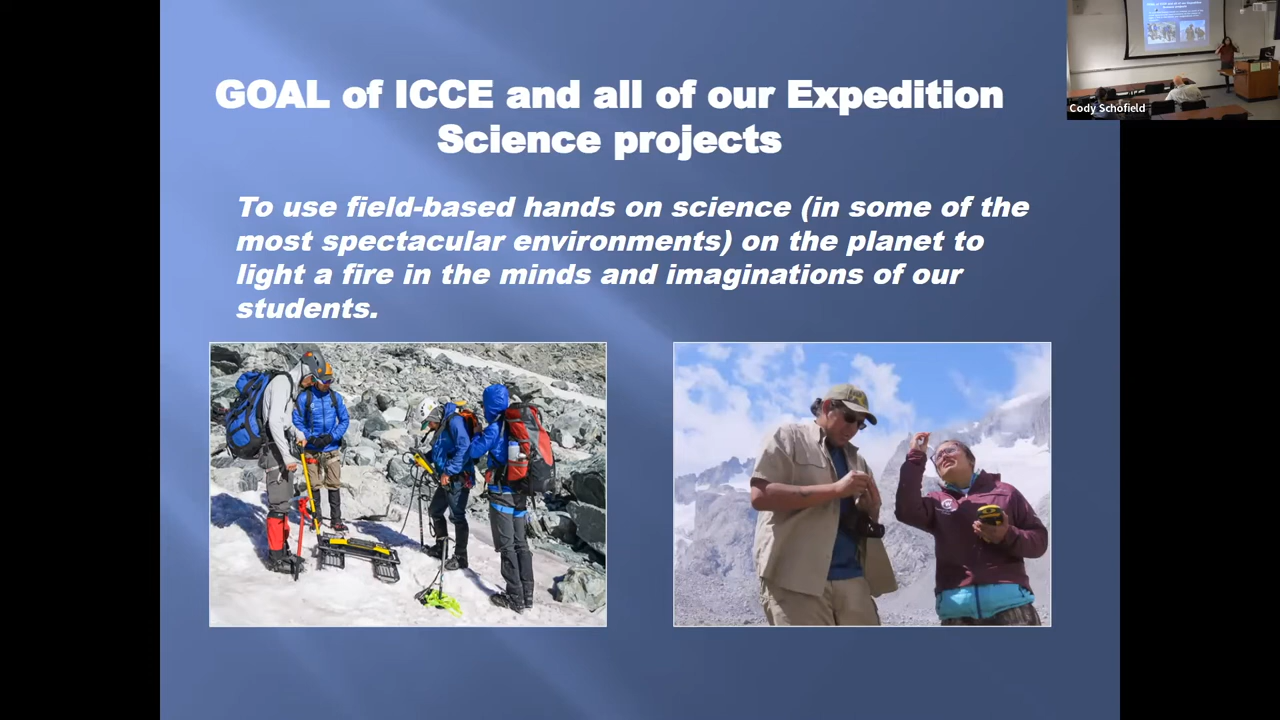 GOAL of ICCE and all of our Expedition
Science projects
To use field-based hands on science (in some of the
most spectacular environments) on the planet to
light a fire in the minds and imaginations of our
students.
Cody Schofield